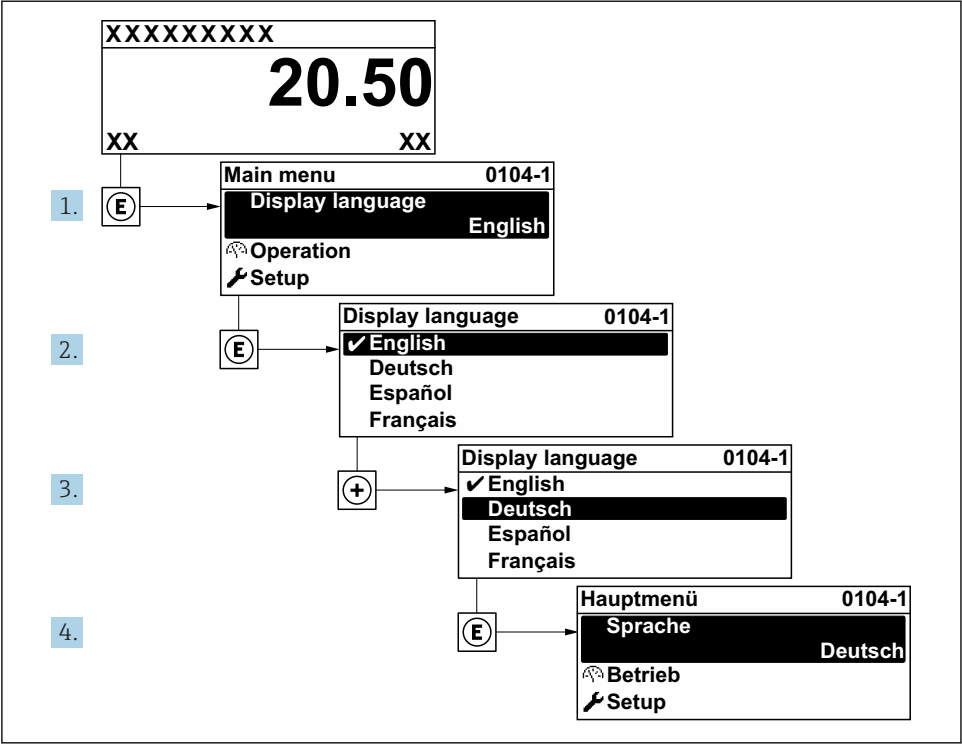 XXXXXXXXX
20.50
XX XX
1. E
Main menu 0104-1
Display language
English
Operation
Setup
2. E
Display language 0104-1
✔English
Deutsch
Español
Français
3. +
Display language 0104-1
✔English
Deutsch
Español
Français
4. E
Hauptmenü 0104-1
Sprache
Deutsch
Betrieb
Setup